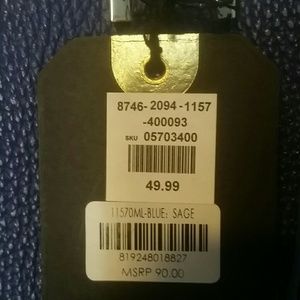 8746-2094-1157
-400093
SKU 05703400
49.99
11570ML-BLUE: SAGE
819248018827
MSRP 90.00